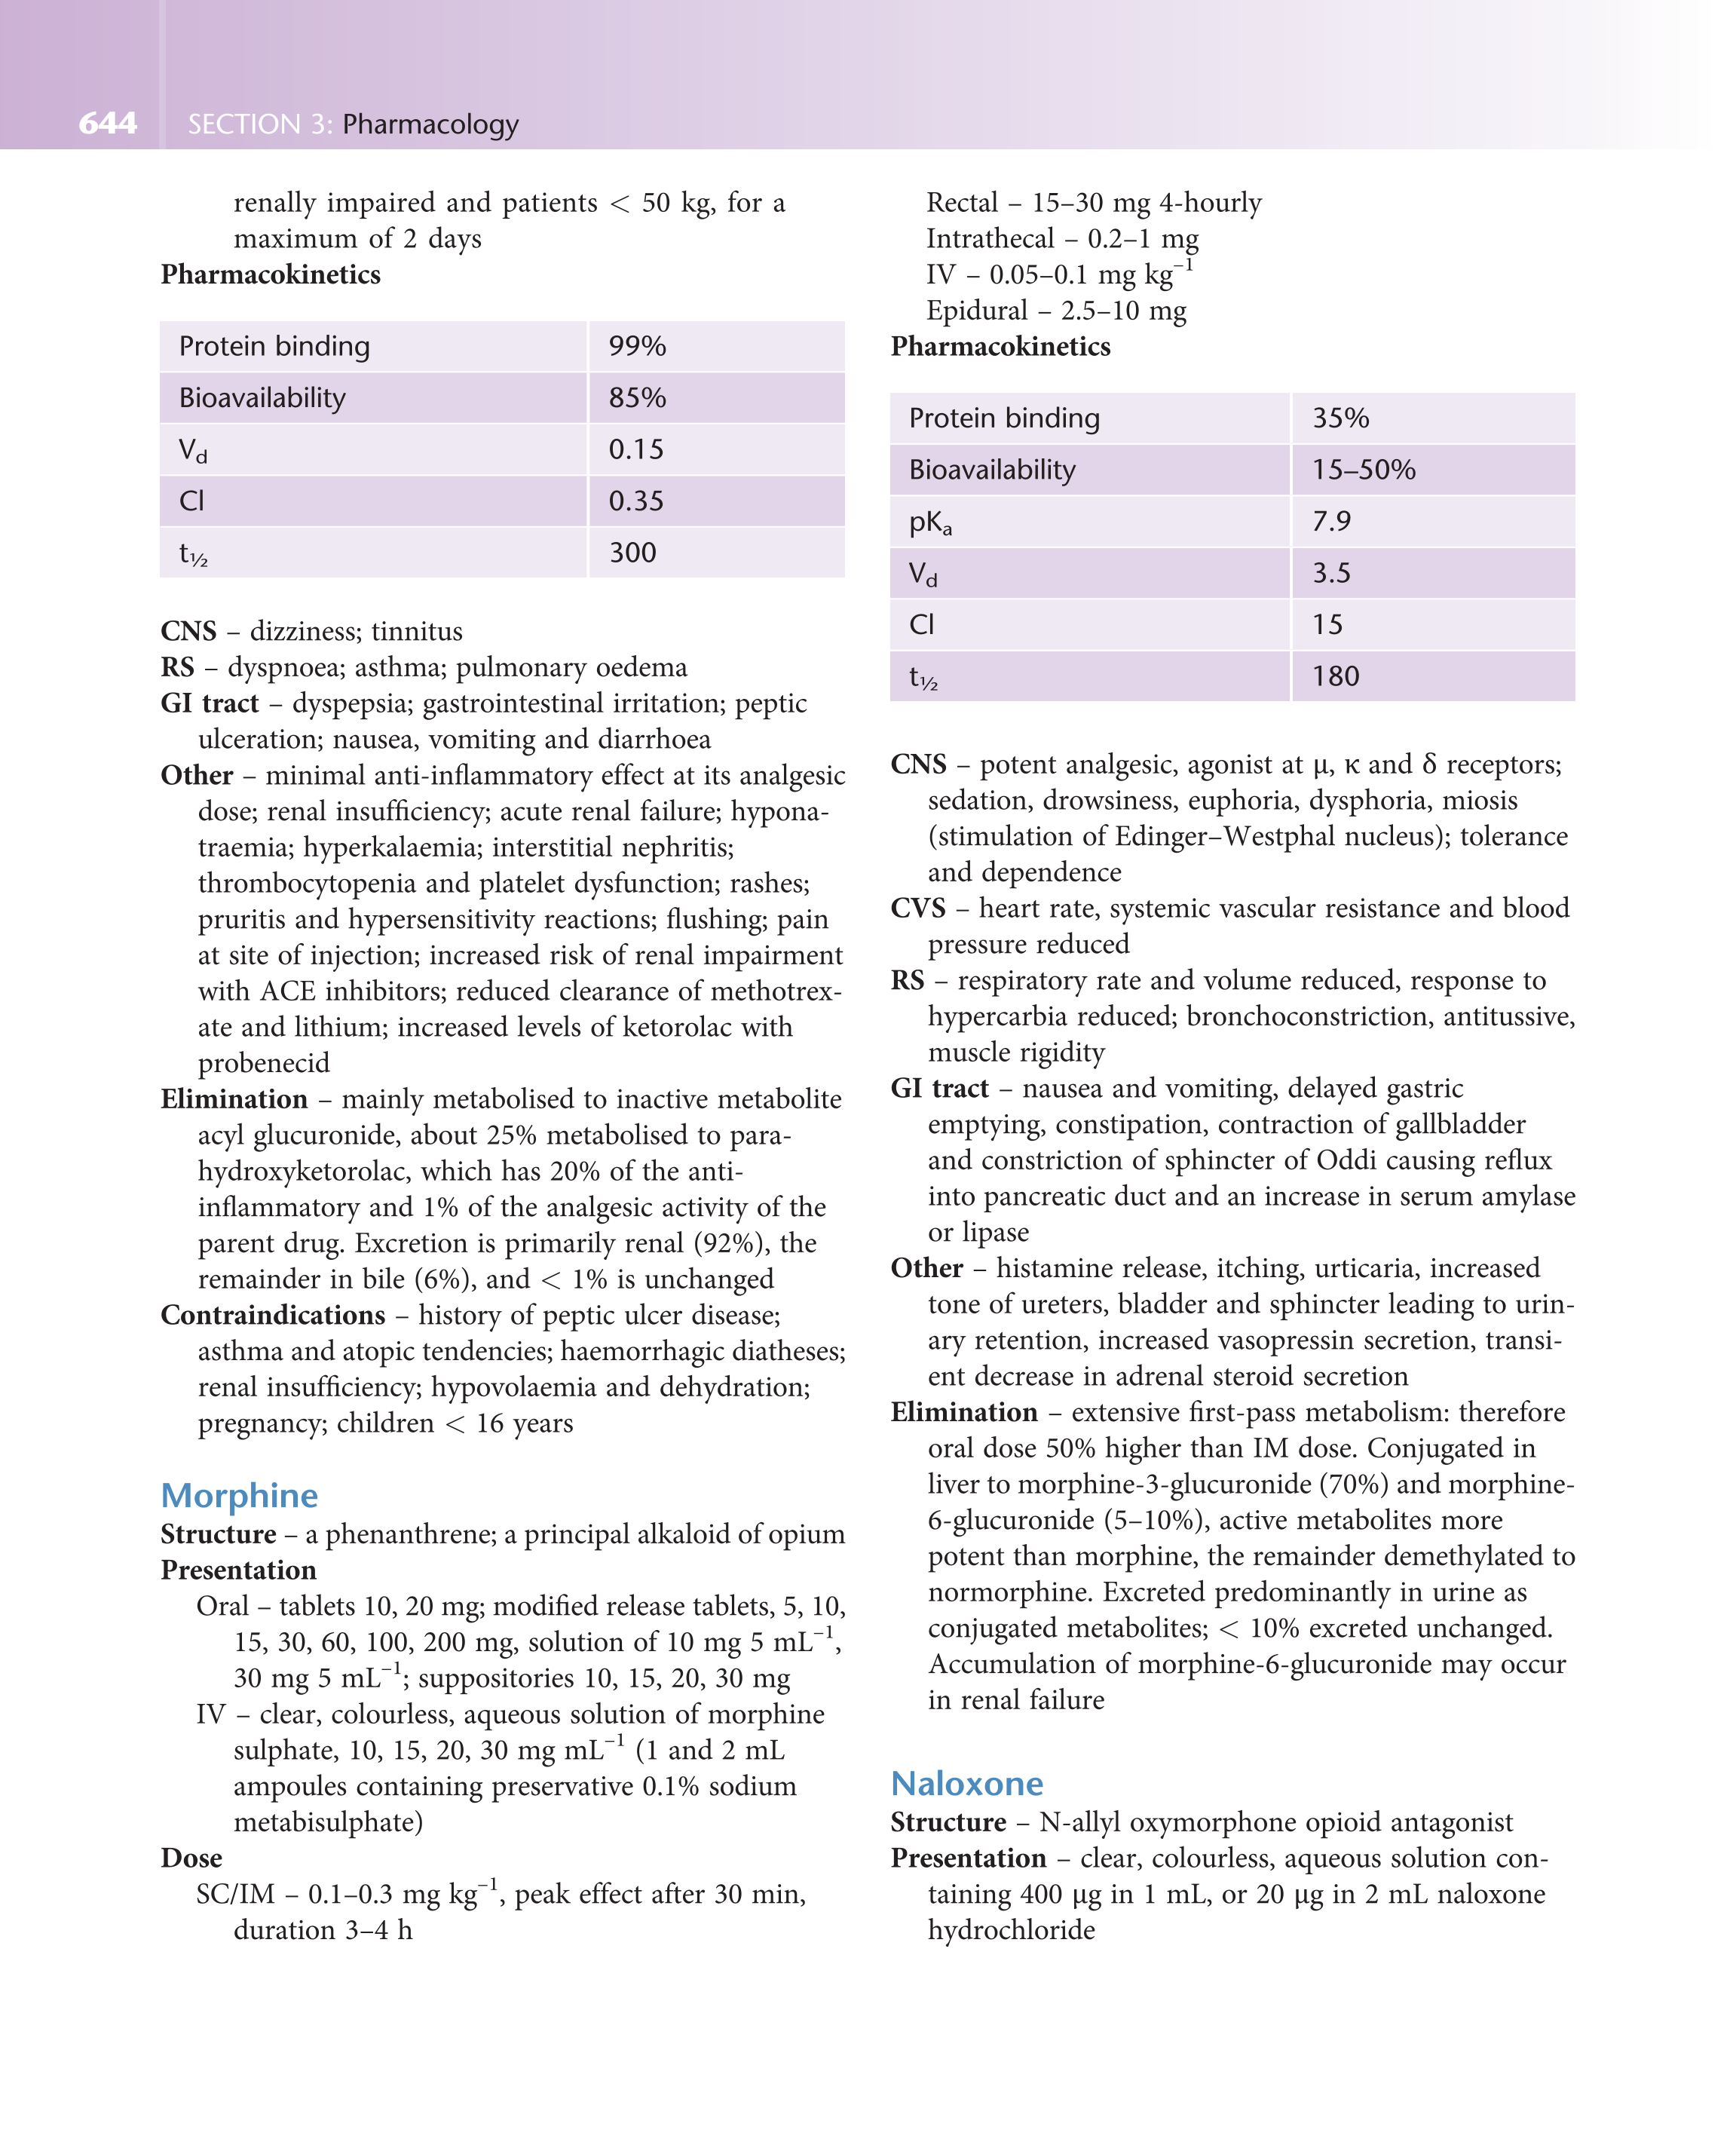 644 SECTION 3: Pharmacology
renally impaired and patients < 50 kg, for a
maximum of 2 days
Pharmacokinetics
Protein binding 99%
Bioavailability 85%
Vd 0.15
Cl 0.35
t½ 300
CNS – dizziness; tinnitus
RS – dyspnoea; asthma; pulmonary oedema
GI tract – dyspepsia; gastrointestinal irritation; peptic
ulceration; nausea, vomiting and diarrhoea
Other – minimal anti-inflammatory effect at its analgesic
dose; renal insufficiency; acute renal failure; hypona-
traemia; hyperkalaemia; interstitial nephritis;
thrombocytopenia and platelet dysfunction; rashes;
pruritis and hypersensitivity reactions; flushing; pain
at site of injection; increased risk of renal impairment
with ACE inhibitors; reduced clearance of methotrex-
ate and lithium; increased levels of ketorolac with
probenecid
Elimination – mainly metabolised to inactive metabolite
acyl glucuronide, about 25% metabolised to para-
hydroxyketorolac, which has 20% of the anti-
inflammatory and 1% of the analgesic activity of the
parent drug. Excretion is primarily renal (92%), the
remainder in bile (6%), and < 1% is unchanged
Contraindications – history of peptic ulcer disease;
asthma and atopic tendencies; haemorrhagic diatheses;
renal insufficiency; hypovolaemia and dehydration;
pregnancy; children < 16 years
Morphine
Structure – a phenanthrene; a principal alkaloid of opium
Presentation
Oral – tablets 10, 20 mg; modified release tablets, 5, 10,
15, 30, 60, 100, 200 mg, solution of 10 mg 5 mL⁻¹,
30 mg 5 mL⁻¹; suppositories 10, 15, 20, 30 mg
IV – clear, colourless, aqueous solution of morphine
sulphate, 10, 15, 20, 30 mg mL⁻¹ (1 and 2 mL
ampoules containing preservative 0.1% sodium
metabisulphate)
Dose
SC/IM – 0.1–0.3 mg kg⁻¹, peak effect after 30 min,
duration 3–4 h
Rectal – 15–30 mg 4-hourly
Intrathecal – 0.2–1 mg
IV – 0.05–0.1 mg kg⁻¹
Epidural – 2.5–10 mg
Pharmacokinetics
Protein binding 35%
Bioavailability 15–50%
pKa 7.9
Vd 3.5
Cl 15
t½ 180
CNS – potent analgesic, agonist at μ, κ and δ receptors;
sedation, drowsiness, euphoria, dysphoria, miosis
(stimulation of Edinger–Westphal nucleus); tolerance
and dependence
CVS – heart rate, systemic vascular resistance and blood
pressure reduced
RS – respiratory rate and volume reduced, response to
hypercarbia reduced; bronchoconstriction, antitussive,
muscle rigidity
GI tract – nausea and vomiting, delayed gastric
emptying, constipation, contraction of gallbladder
and constriction of sphincter of Oddi causing reflux
into pancreatic duct and an increase in serum amylase
or lipase
Other – histamine release, itching, urticaria, increased
tone of ureters, bladder and sphincter leading to urin-
ary retention, increased vasopressin secretion, transi-
ent decrease in adrenal steroid secretion
Elimination – extensive first-pass metabolism: therefore
oral dose 50% higher than IM dose. Conjugated in
liver to morphine-3-glucuronide (70%) and morphine-
6-glucuronide (5–10%), active metabolites more
potent than morphine, the remainder demethylated to
normorphine. Excreted predominantly in urine as
conjugated metabolites; < 10% excreted unchanged.
Accumulation of morphine-6-glucuronide may occur
in renal failure
Naloxone
Structure – N-allyl oxymorphone opioid antagonist
Presentation – clear, colourless, aqueous solution con-
taining 400 μg in 1 mL, or 20 μg in 2 mL naloxone
hydrochloride